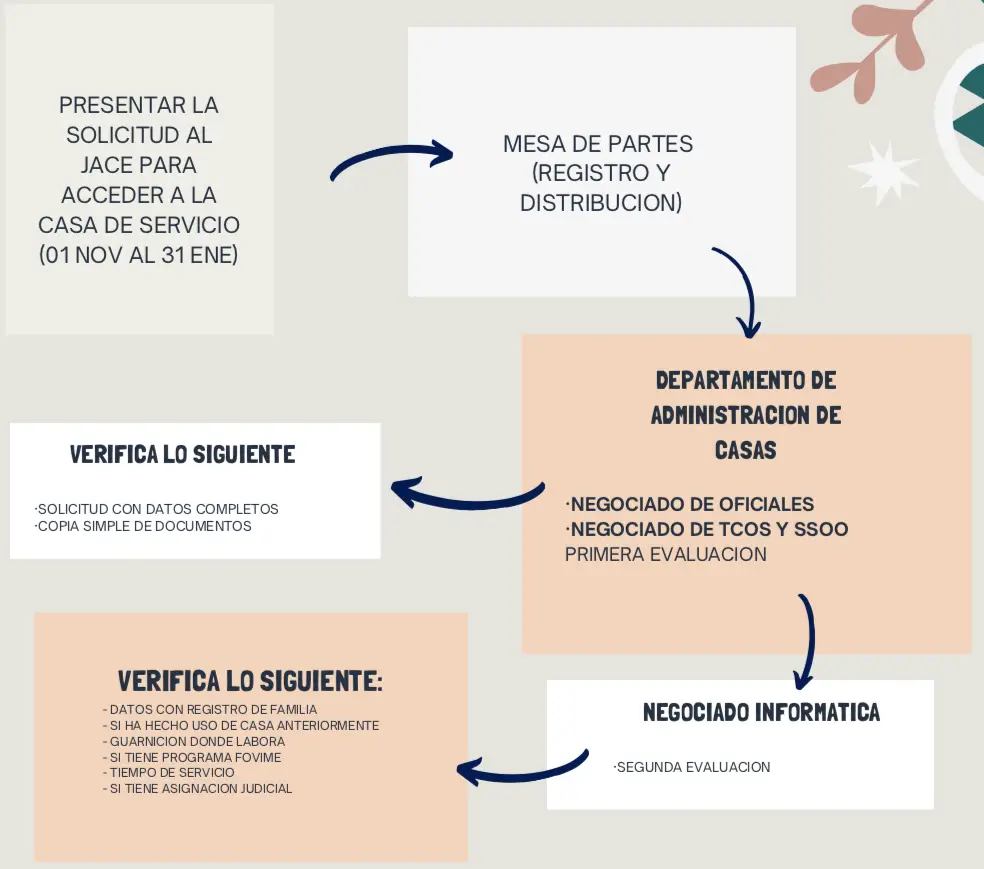 PRESENTAR LA
SOLICITUD AL
JACE PARA
ACCEDER A LA
CASA DE SERVICIO
(01 NOV AL 31 ENE)
MESA DE PARTES
(REGISTRO Y
DISTRIBUCION)
DEPARTAMENTO DE
ADMINISTRACION DE
CASAS
·NEGOCIADO DE OFICIALES
·NEGOCIADO DE TCOS Y SSOO
PRIMERA EVALUACION
VERIFICA LO SIGUIENTE
·SOLICITUD CON DATOS COMPLETOS
·COPIA SIMPLE DE DOCUMENTOS
NEGOCIADO INFORMATICA
·SEGUNDA EVALUACION
VERIFICA LO SIGUIENTE:
- DATOS CON REGISTRO DE FAMILIA
- SI HA HECHO USO DE CASA ANTERIORMENTE
- GUARNICION DONDE LABORA
- SI TIENE PROGRAMA FOVIME
- TIEMPO DE SERVICIO
- SI TIENE ASIGNACION JUDICIAL